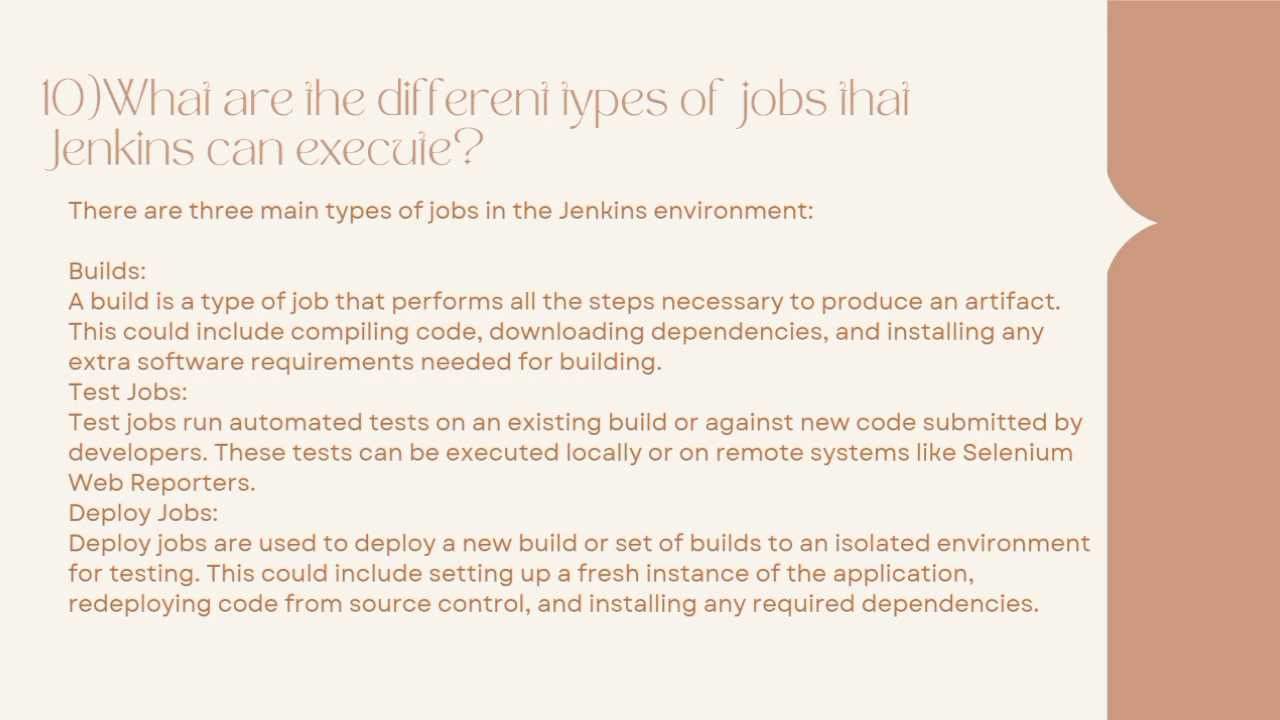 10)What are the different types of jobs that
Jenkins can execute?
There are three main types of jobs in the Jenkins environment:
Builds:
A build is a type of job that performs all the steps necessary to produce an artifact.
This could include compiling code, downloading dependencies, and installing any
extra software requirements needed for building.
Test Jobs:
Test jobs run automated tests on an existing build or against new code submitted by
developers. These tests can be executed locally or on remote systems like Selenium
Web Reporters.
Deploy Jobs:
Deploy jobs are used to deploy a new build or set of builds to an isolated environment
for testing. This could include setting up a fresh instance of the application,
redeploying code from source control, and installing any required dependencies.